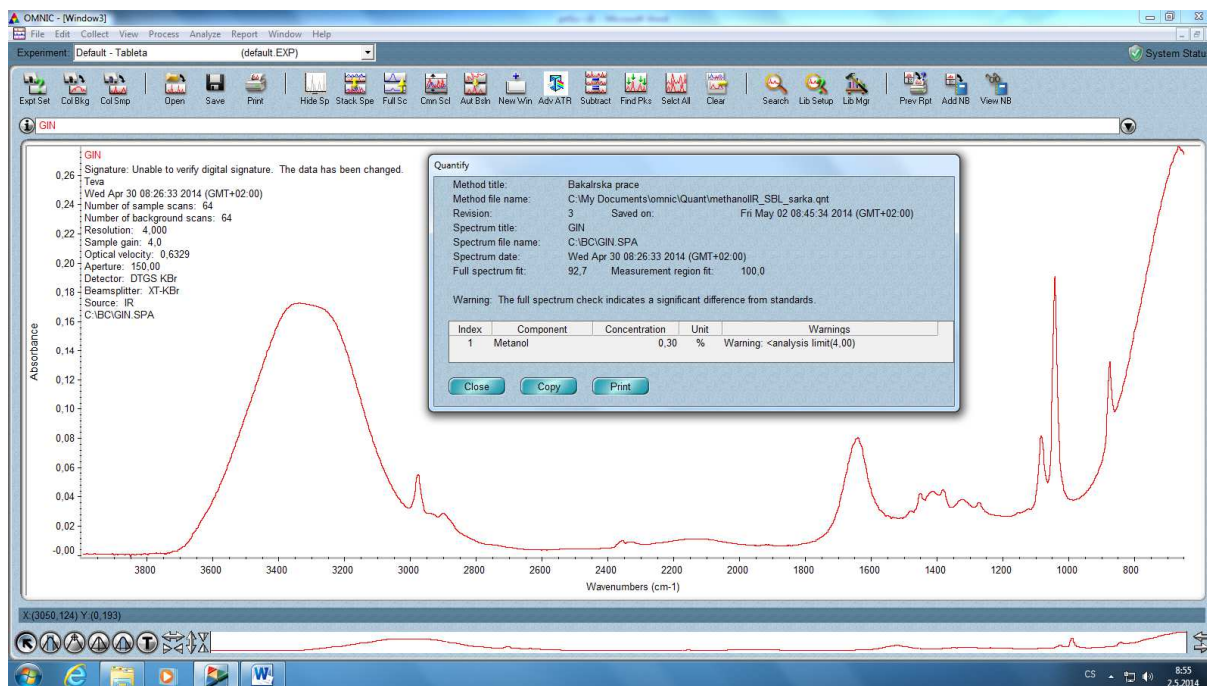 OMNIC - [Window3]
File Edit Collect View Process Analyze Report Window Help
Experiment: Default - Tableta (default.EXP)
System Statu
Expt Set Col Bkg Col Smp Open Save Print Hide Sp Stack Spe Full Sc Cmn Scl Aut Bsln New Win Adv ATR Subtract Find Pks Selct All Clear Search Lib Setup Lib Mgr Prev Rpt Add NB View NB
GIN
GIN
Signature: Unable to verify digital signature. The data has been changed.
Teva
Wed Apr 30 08:26:33 2014 (GMT+02:00)
Number of sample scans: 64
Number of background scans: 64
Resolution: 4,000
Sample gain: 4,0
Optical velocity: 0,6329
Aperture: 150,00
Detector: DTGS KBr
Beamsplitter: XT-KBr
Source: IR
C:\BC\GIN.SPA
Quantify
Method title: Bakalrska prace
Method file name: C:\My Documents\omnic\Quant\methanolIR_SBL_sarka.qnt
Revision: 3 Saved on: Fri May 02 08:45:34 2014 (GMT+02:00)
Spectrum title: GIN
Spectrum file name: C:\BC\GIN.SPA
Spectrum date: Wed Apr 30 08:26:33 2014 (GMT+02:00)
Full spectrum fit: 92,7 Measurement region fit: 100,0
Warning: The full spectrum check indicates a significant difference from standards.
Index Component Concentration Unit Warnings
1 Metanol 0,30 % Warning: <analysis limit(4,00)
Close Copy Print
0,26
0,24
0,22
0,20
0,18
0,16
0,14
0,12
0,10
0,08
0,06
0,04
0,02
-0,00
Absorbance
3800 3600 3400 3200 3000 2800 2600 2400 2200 2000 1800 1600 1400 1200 1000 800
Wavenumbers (cm-1)
X:(3050,124) Y:(0,193)
T
W
CS
8:55
2.5.2014